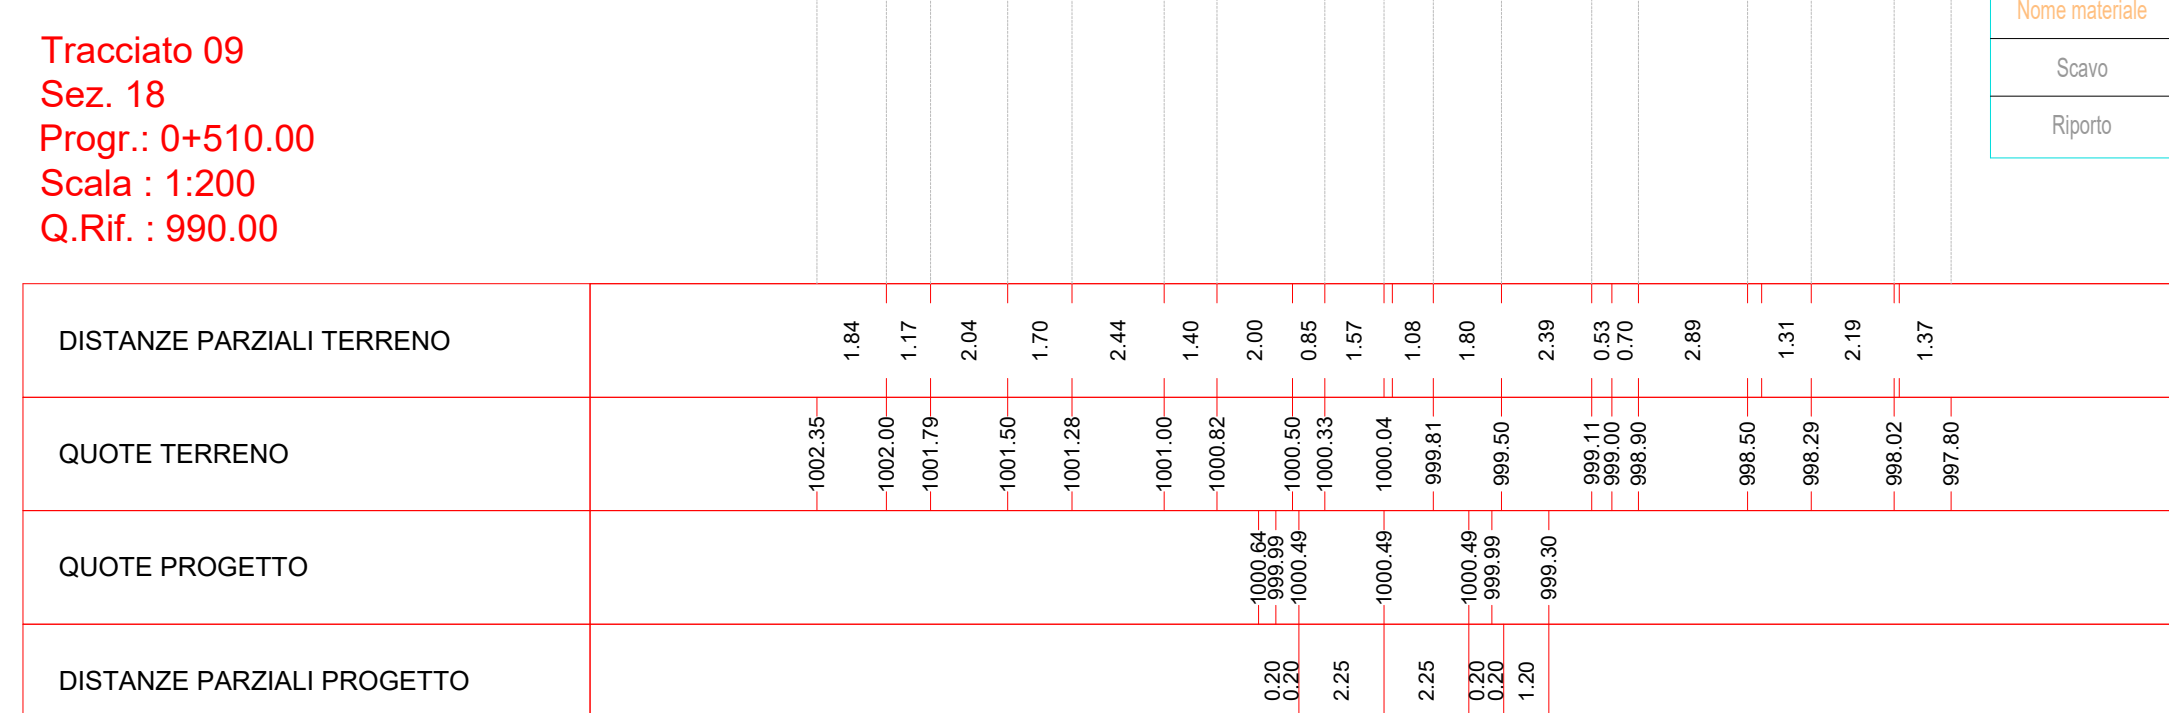 Nome materiale
Scavo
Riporto
Tracciato 09
Sez. 18
Progr.: 0+510.00
Scala : 1:200
Q.Rif. : 990.00
DISTANZE PARZIALI TERRENO 1.84 1.17 2.04 1.70 2.44 1.40 2.00 0.85 1.57 1.08 1.80 2.39 0.53 0.70 2.89 1.31 2.19 1.37
QUOTE TERRENO 1002.35 1002.00 1001.79 1001.50 1001.28 1001.00 1000.82 1000.50 1000.33 1000.04 999.81 999.50 999.11 999.00 998.90 998.50 998.29 998.02 997.80
QUOTE PROGETTO 1000.64 999.99 1000.49 1000.49 1000.49 999.99 999.30
DISTANZE PARZIALI PROGETTO 0.20 0.20 2.25 2.25 0.20 0.20 1.20